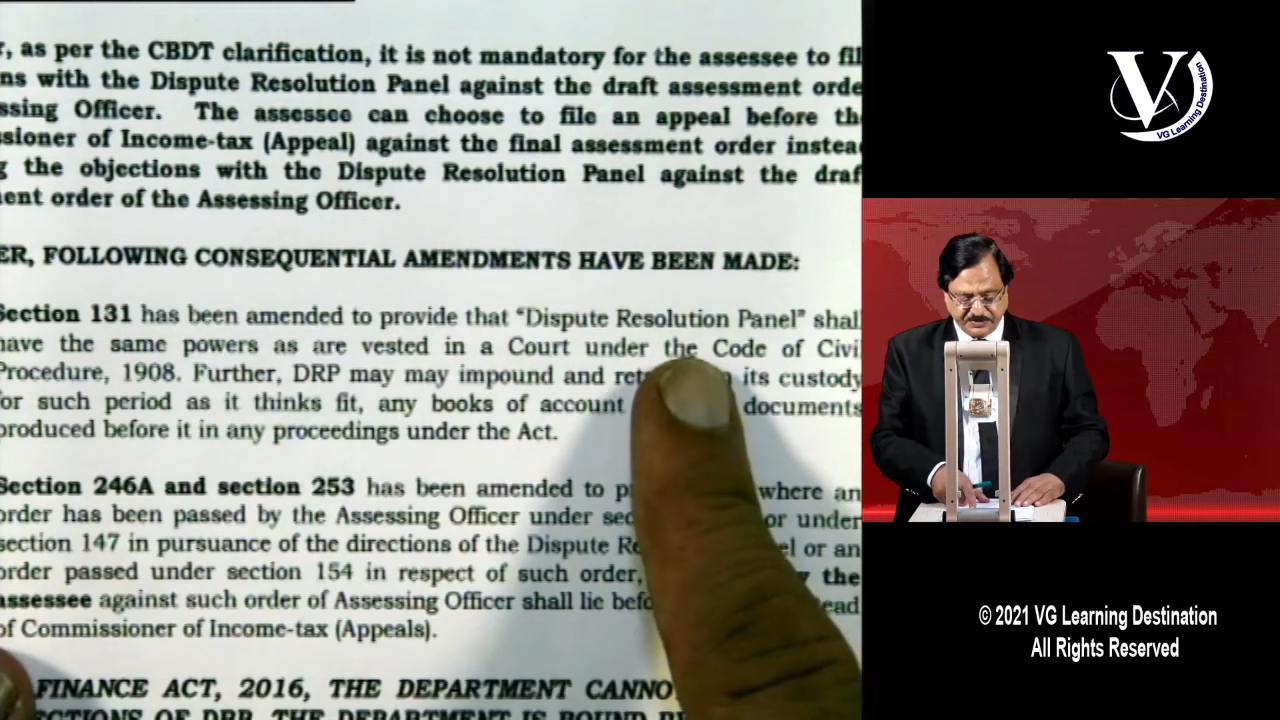 , as per the CBDT clarification, it is not mandatory for the assessee to fil
ns with the Dispute Resolution Panel against the draft assessment orde
ssing Officer. The assessee can choose to file an appeal before th
sioner of Income-tax (Appeal) against the final assessment order instea
g the objections with the Dispute Resolution Panel against the draf
ent order of the Assessing Officer.
ER, FOLLOWING CONSEQUENTIAL AMENDMENTS HAVE BEEN MADE:
Section 131 has been amended to provide that "Dispute Resolution Panel" shall
have the same powers as are vested in a Court under the Code of Civil
Procedure, 1908. Further, DRP may may impound and its custody
for such period as it thinks fit, any books of account documents
produced before it in any proceedings under the Act.
Section 246A and section 253 has been amended to where an
order has been passed by the Assessing Officer under or under
section 147 in pursuance of the directions of the Dispute or an
order passed under section 154 in respect of such order, the
assessee against such order of Assessing Officer shall lie
of Commissioner of Income-tax (Appeals).
FINANCE ACT, 2016, THE DEPARTMENT
OF DRP. THE DEPARTMENT IS
V
VG Learning Destination
© 2021 VG Learning Destination
All Rights Reserved